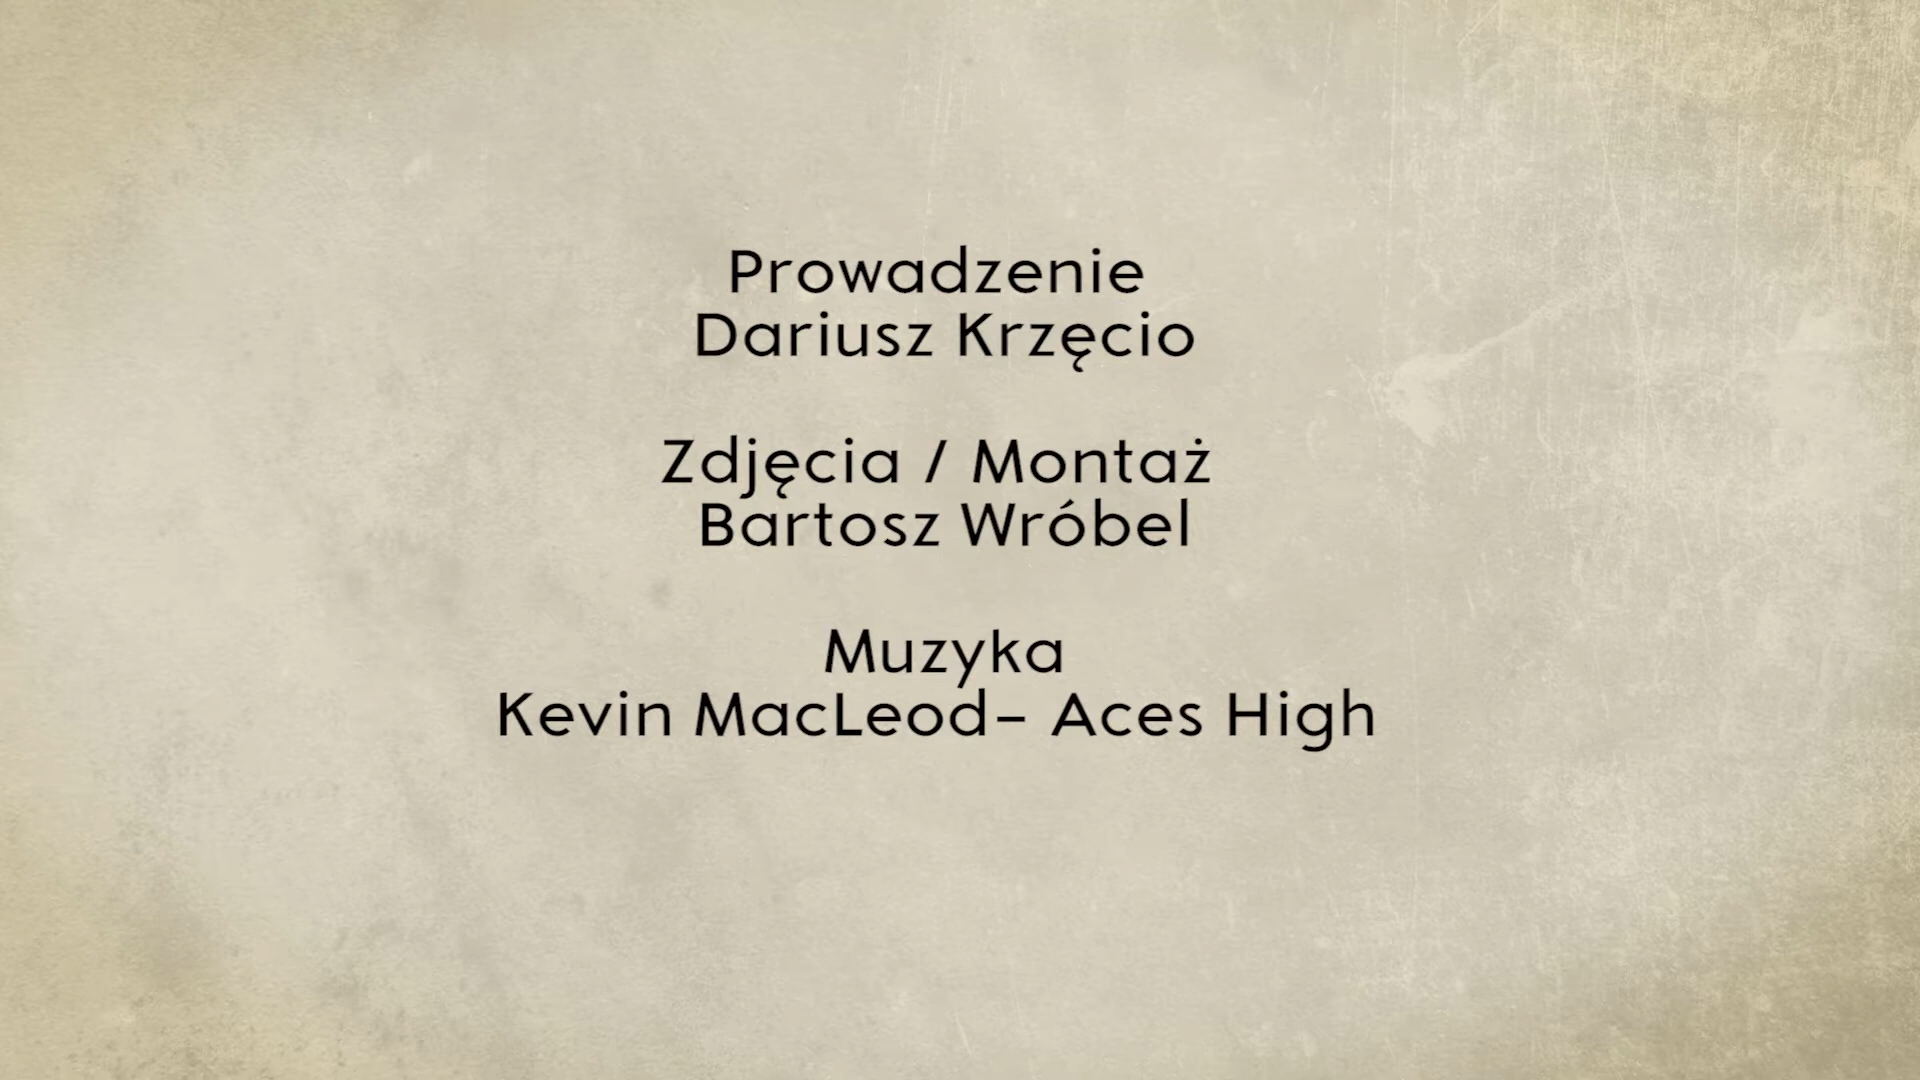 Prowadzenie
Dariusz Krzęcio
Zdjęcia / Montaż
Bartosz Wróbel
Muzyka
Kevin MacLeod– Aces High